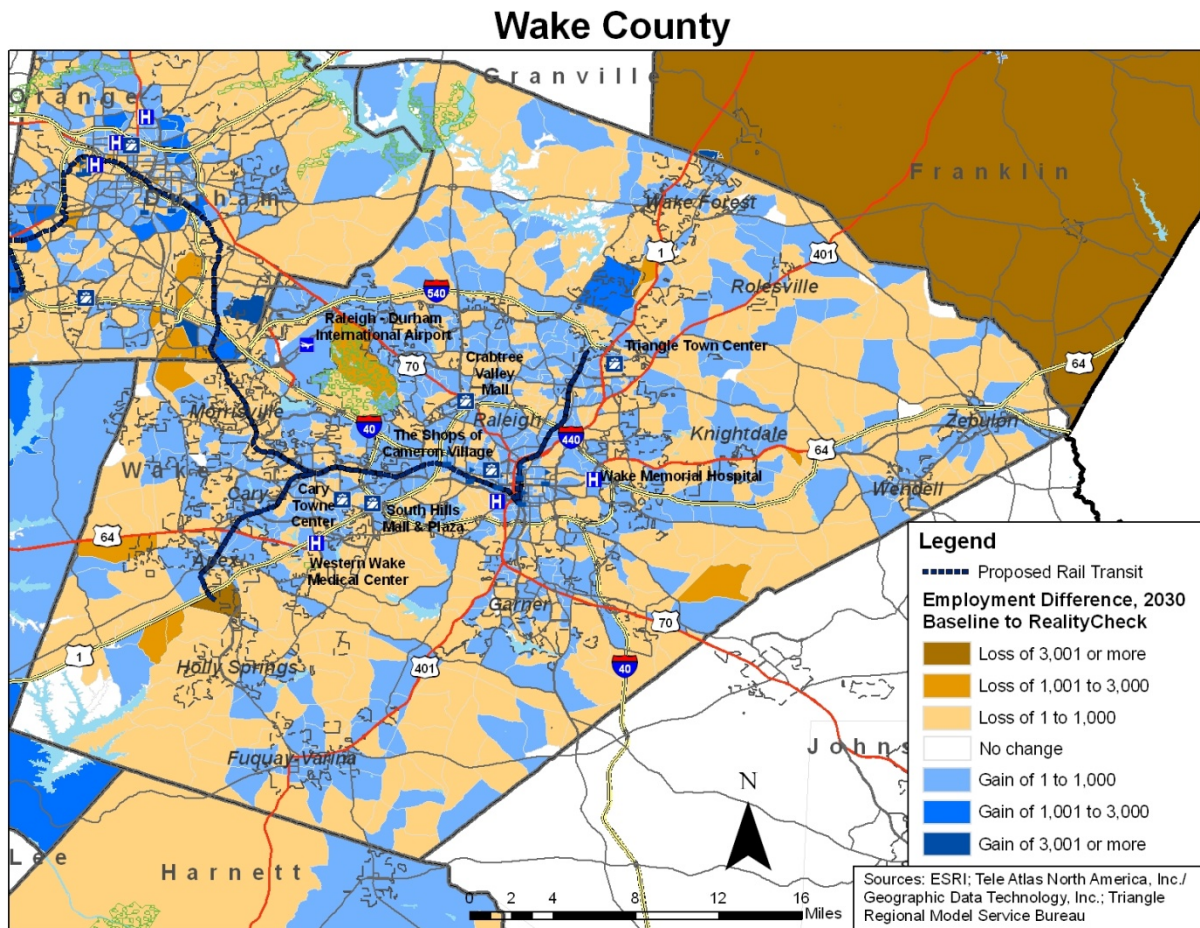 Wake County
Granville
Orange
H
H
H
Durham
Franklin
Wake Forest
1
401
Rolesville
540
Raleigh - Durham
International Airport
70
Crabtree
Valley
Mall
Triangle Town Center
64
Morrisville
40
Raleigh
The Shops of
Cameron Village
440
Knightdale
64
Zebulon
Wake
H
Wake Memorial Hospital
Wendell
Cary
Cary
Towne
Center
H
South Hills
Mall & Plaza
64
Apex
H
Western Wake
Medical Center
Garner
70
1
Holly Springs
401
40
Fuquay-Varina
Johns
Lee
Harnett
N
Legend
Proposed Rail Transit
Employment Difference, 2030
Baseline to RealityCheck
Loss of 3,001 or more
Loss of 1,001 to 3,000
Loss of 1 to 1,000
No change
Gain of 1 to 1,000
Gain of 1,001 to 3,000
Gain of 3,001 or more
0 2 4 8 12 16
Miles
Sources: ESRI; Tele Atlas North America, Inc./
Geographic Data Technology, Inc.; Triangle
Regional Model Service Bureau